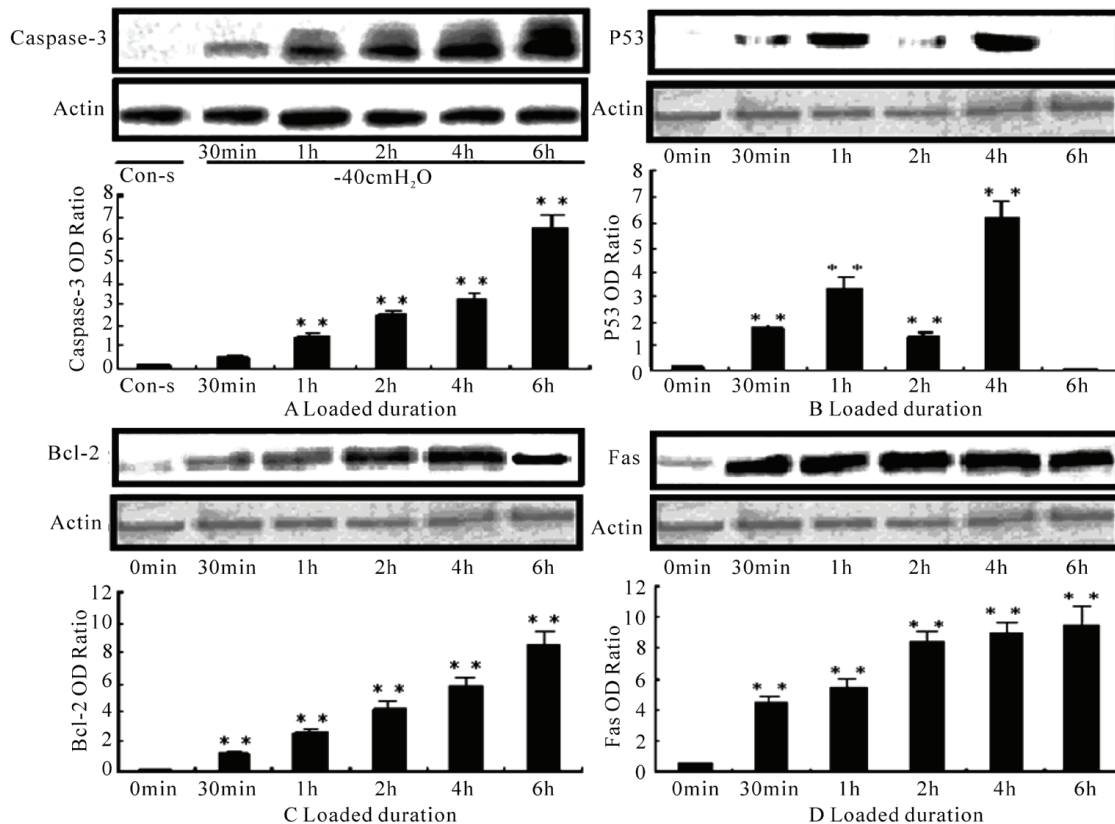 Caspase-3
Actin
30min 1h 2h 4h 6h
Con-s -40cmH₂O
8
7
6
5
4
3
2
1
0
Caspase-3 OD Ratio
* *
* *
* *
* *
Con-s 30min 1h 2h 4h 6h
A Loaded duration
P53
Actin
0min 30min 1h 2h 4h 6h
8
7
6
5
4
3
2
1
0
P53 OD Ratio
* *
* *
* *
* *
0min 30min 1h 2h 4h 6h
B Loaded duration
Bcl-2
Actin
0min 30min 1h 2h 4h 6h
12
10
8
6
4
2
0
Bcl-2 OD Ratio
* *
* *
* *
* *
* *
0min 30min 1h 2h 4h 6h
C Loaded duration
Fas
Actin
0min 30min 1h 2h 4h 6h
12
10
8
6
4
2
0
Fas OD Ratio
* *
* *
* *
* *
* *
0min 30min 1h 2h 4h 6h
D Loaded duration